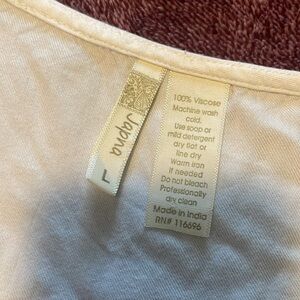 Japna
L
100% Viscose
Machine wash
cold.
Use soap or
mild detergent
dry flat or
line dry
Warm iron
if needed
Do not bleach
Professionally
dry clean
Made in India
RN# 116696